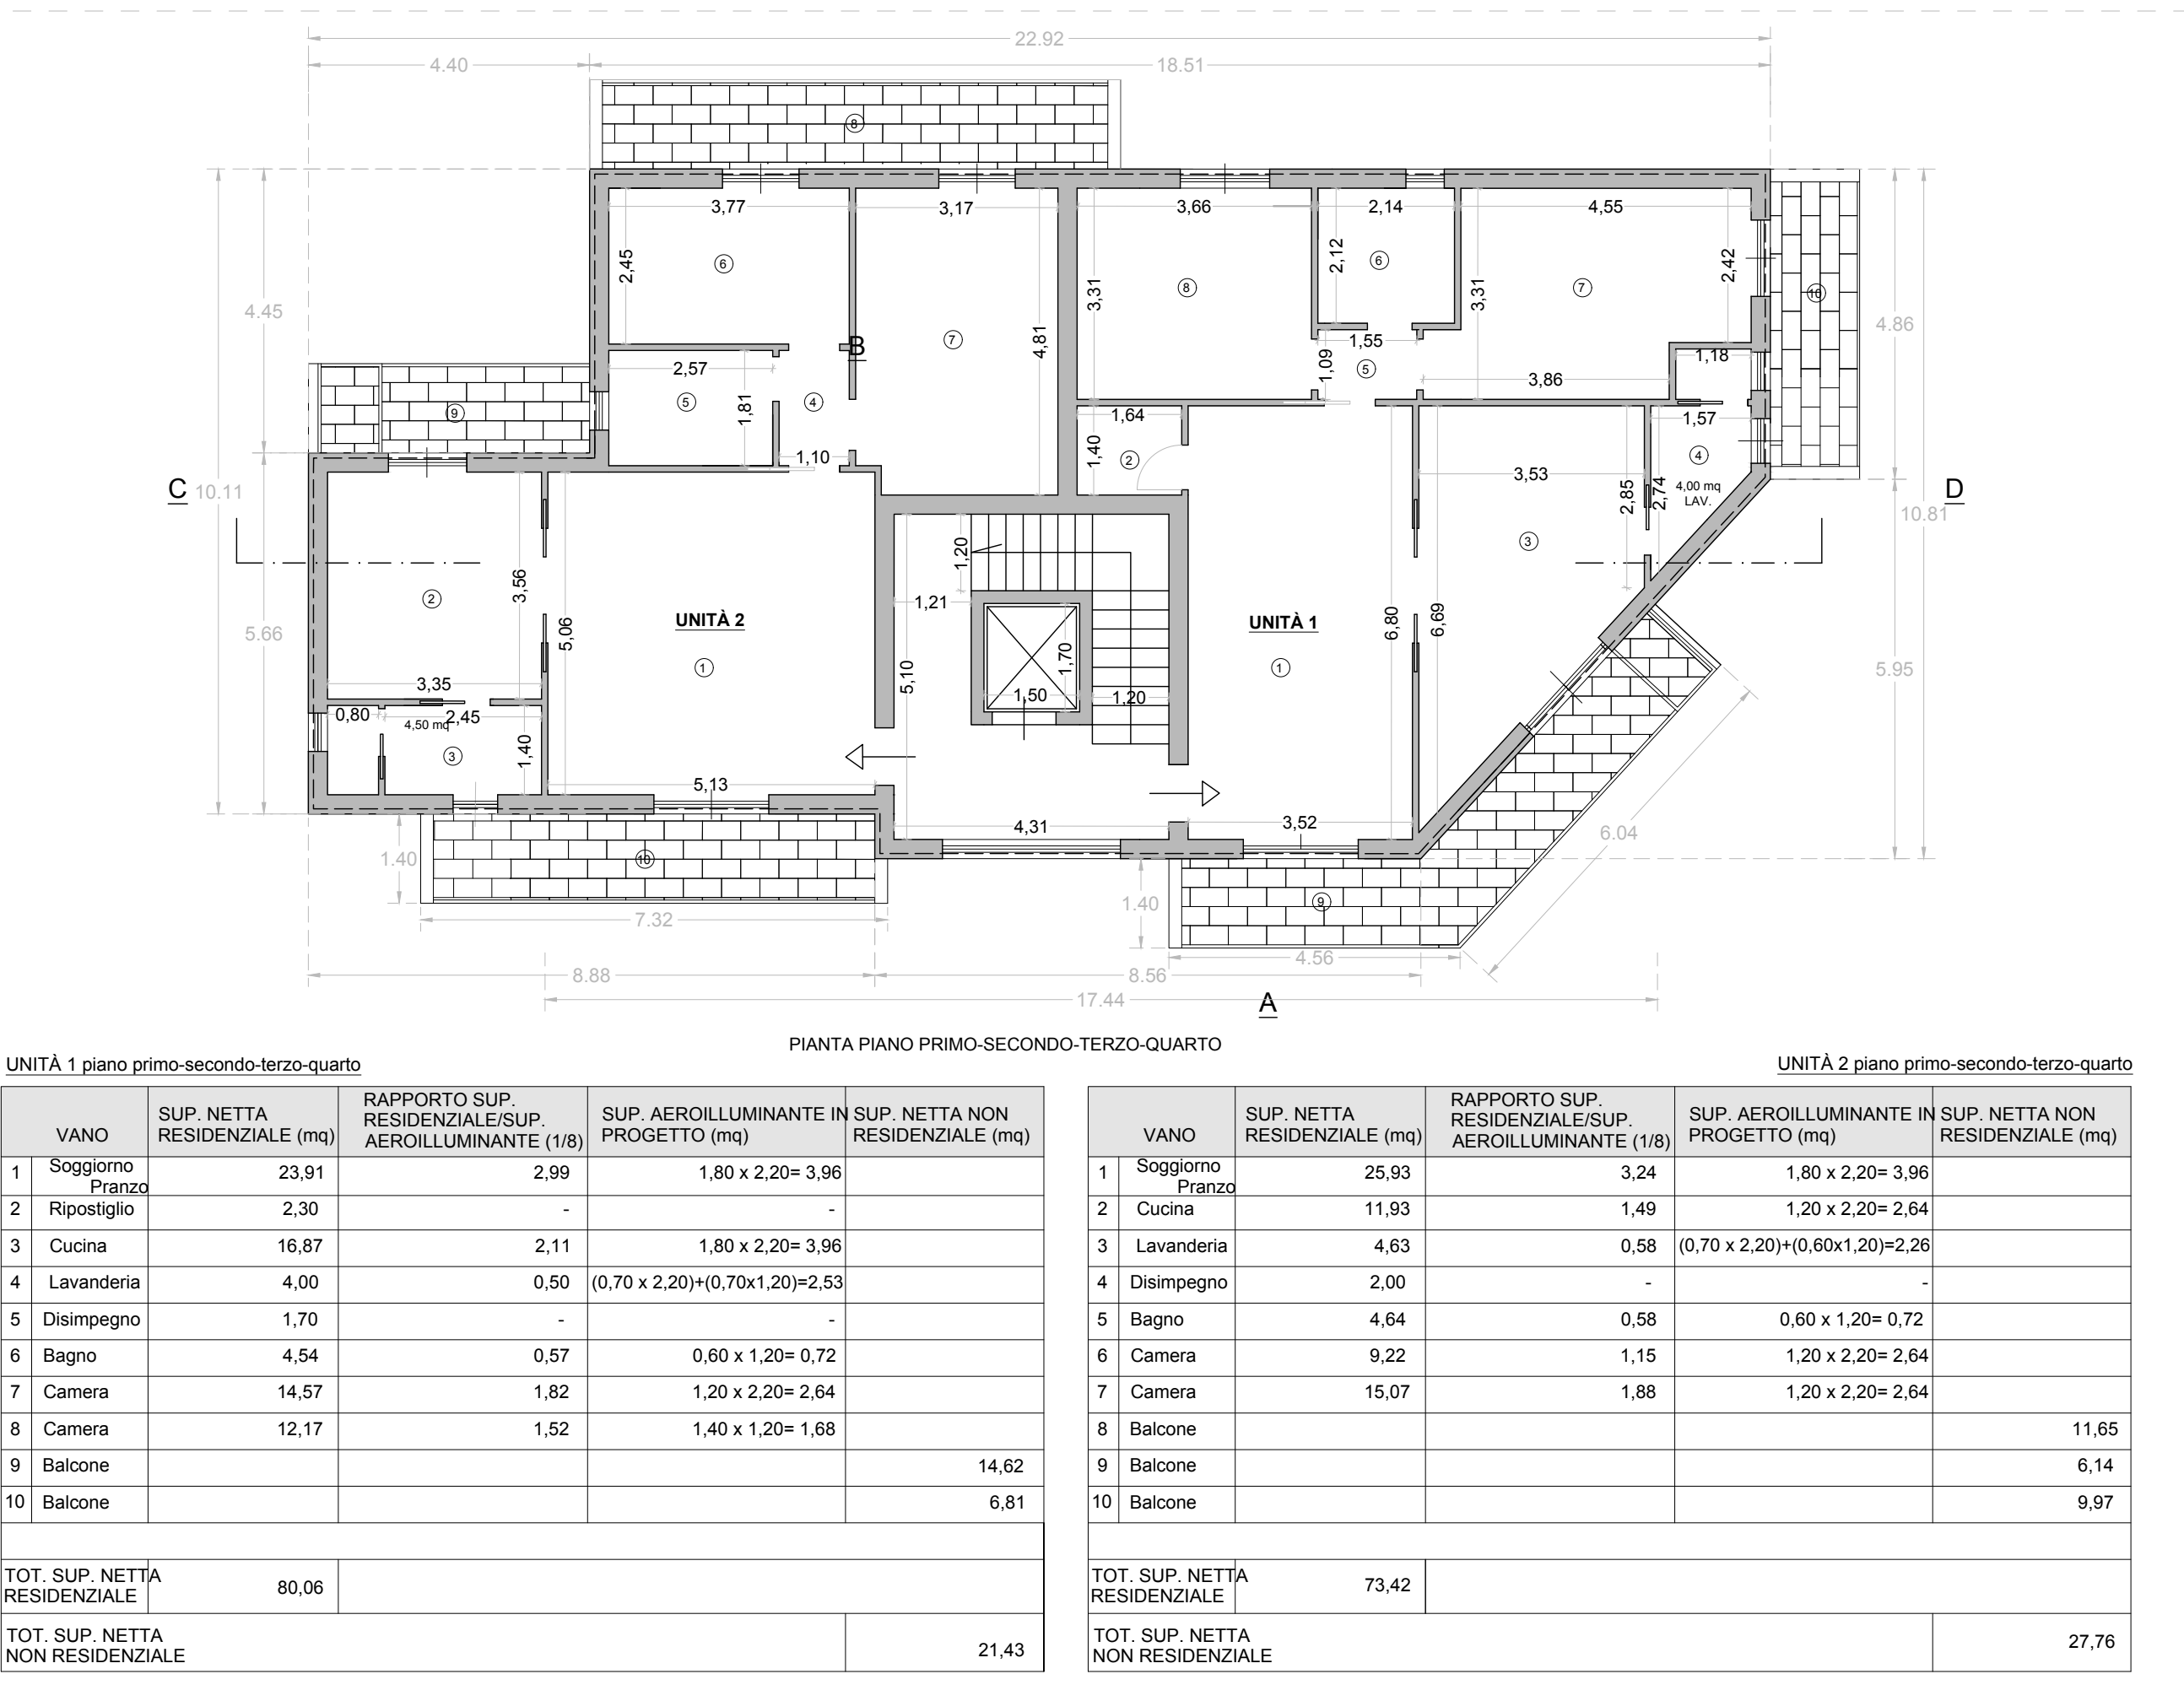 22.92
4.40
18.51
8
3,77
3,17
3,66
2,14
4,55
2,45
6
2,12
6
2,42
4.45
3,31
8
3,31
7
10
4.86
7
4,81
B
1,55
1,18
2,57
1,09
5
3,86
9
5
1,81
4
1,64
1,57
1,10
1,40
2
4
3,53
4,00 mq
LAV.
C
10.11
2,85
2,74
D
10.81
3
1,20
3,56
2
1,21
UNITÀ 2
UNITÀ 1
5.66
5,06
6,80
6,69
1
5,10
1,70
1
5.95
3,35
1,50
1,20
0,80
2,45
4,50 mq
3
1,40
5,13
4,31
3,52
6.04
1.40
10
1.40
9
7.32
4.56
8.88
8.56
17.44
A
PIANTA PIANO PRIMO-SECONDO-TERZO-QUARTO
UNITÀ 1 piano primo-secondo-terzo-quarto
VANO
SUP. NETTA
RESIDENZIALE (mq)
RAPPORTO SUP.
RESIDENZIALE/SUP.
AEROILLUMINANTE (1/8)
SUP. AEROILLUMINANTE IN
PROGETTO (mq)
SUP. NETTA NON
RESIDENZIALE (mq)
1 Soggiorno
Pranzo 23,91 2,99 1,80 x 2,20= 3,96
2 Ripostiglio 2,30 - -
3 Cucina 16,87 2,11 1,80 x 2,20= 3,96
4 Lavanderia 4,00 0,50 (0,70 x 2,20)+(0,70x1,20)=2,53
5 Disimpegno 1,70 - -
6 Bagno 4,54 0,57 0,60 x 1,20= 0,72
7 Camera 14,57 1,82 1,20 x 2,20= 2,64
8 Camera 12,17 1,52 1,40 x 1,20= 1,68
9 Balcone 14,62
10 Balcone 6,81
TOT. SUP. NETTA
RESIDENZIALE 80,06
TOT. SUP. NETTA
NON RESIDENZIALE 21,43
UNITÀ 2 piano primo-secondo-terzo-quarto
VANO
SUP. NETTA
RESIDENZIALE (mq)
RAPPORTO SUP.
RESIDENZIALE/SUP.
AEROILLUMINANTE (1/8)
SUP. AEROILLUMINANTE IN
PROGETTO (mq)
SUP. NETTA NON
RESIDENZIALE (mq)
1 Soggiorno
Pranzo 25,93 3,24 1,80 x 2,20= 3,96
2 Cucina 11,93 1,49 1,20 x 2,20= 2,64
3 Lavanderia 4,63 0,58 (0,70 x 2,20)+(0,60x1,20)=2,26
4 Disimpegno 2,00 - -
5 Bagno 4,64 0,58 0,60 x 1,20= 0,72
6 Camera 9,22 1,15 1,20 x 2,20= 2,64
7 Camera 15,07 1,88 1,20 x 2,20= 2,64
8 Balcone 11,65
9 Balcone 6,14
10 Balcone 9,97
TOT. SUP. NETTA
RESIDENZIALE 73,42
TOT. SUP. NETTA
NON RESIDENZIALE 27,76